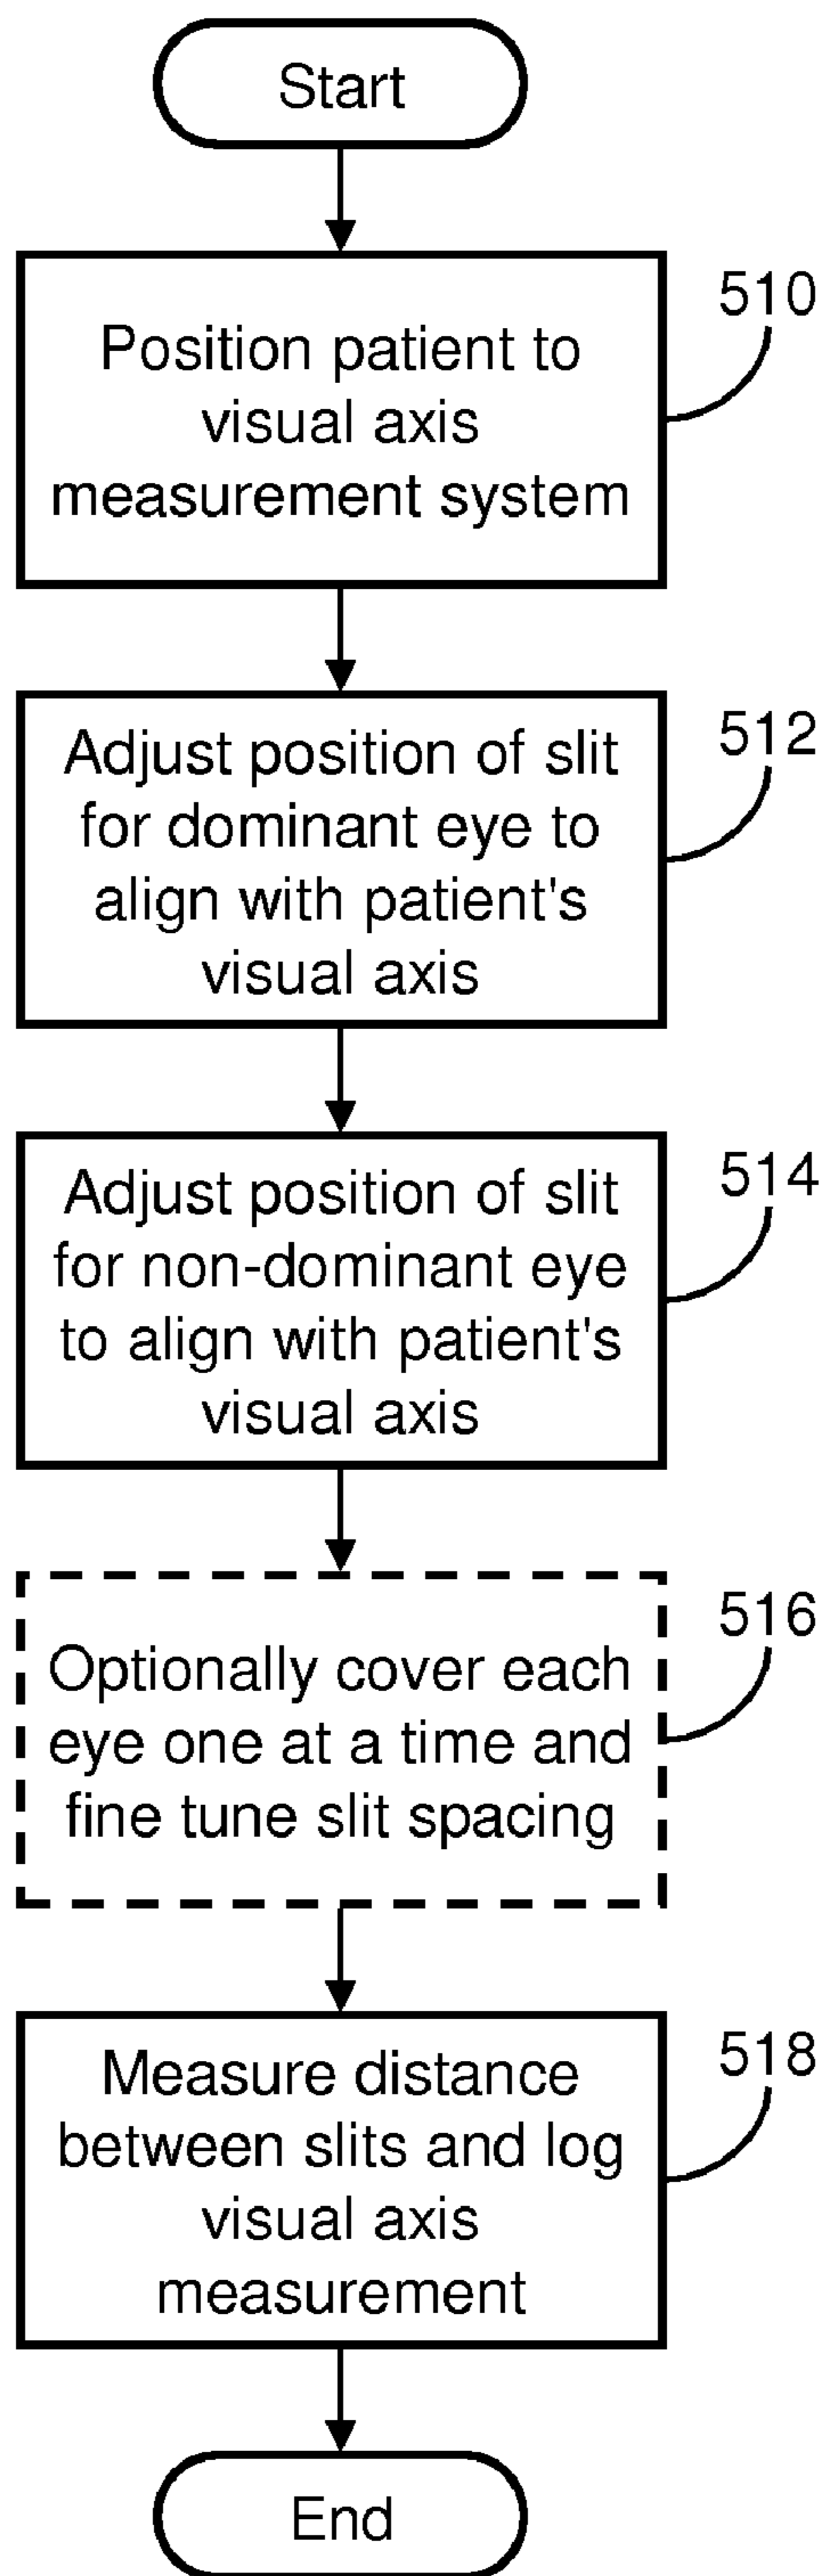 Start
510
Position patient to
visual axis
measurement system
512
Adjust position of slit
for dominant eye to
align with patient's
visual axis
514
Adjust position of slit
for non-dominant eye
to align with patient's
visual axis
516
Optionally cover each
eye one at a time and
fine tune slit spacing
518
Measure distance
between slits and log
visual axis
measurement
End